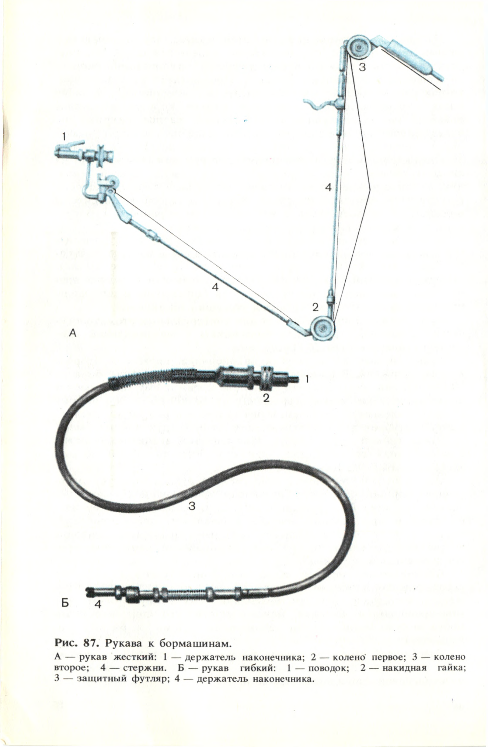 3
1
4
4
2
А
1
2
3
Б 4
Рис. 87. Рукава к бормашинам.
А — рукав жесткий: 1 — держатель наконечника; 2 — колено первое; 3 — колено
второе; 4 — стержни. Б — рукав гибкий: 1 — поводок; 2 — накидная гайка;
3 — защитный футляр; 4 — держатель наконечника.